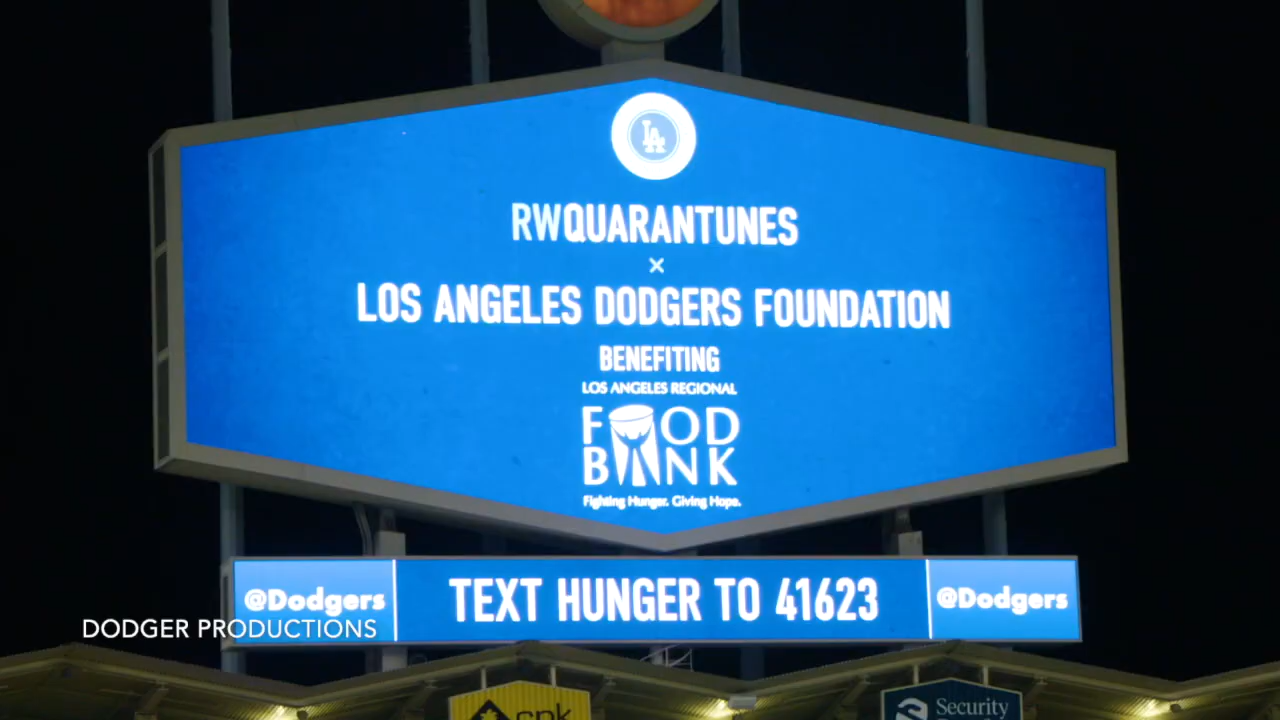 LA
RWQUARANTUNES
×
LOS ANGELES DODGERS FOUNDATION
BENEFITING
LOS ANGELES REGIONAL
FOOD
BANK
Fighting Hunger. Giving Hope.
@Dodgers
TEXT HUNGER TO 41623
@Dodgers
DODGER PRODUCTIONS
cpk
Security